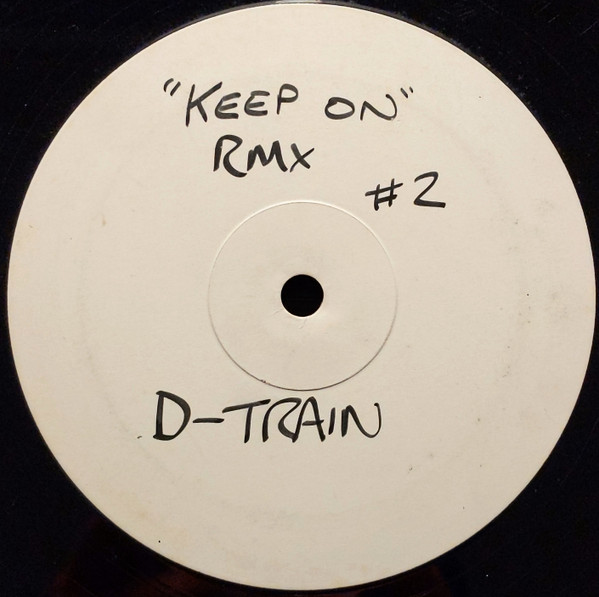 "KEEP ON"
RMX
#2
D-TRAIN